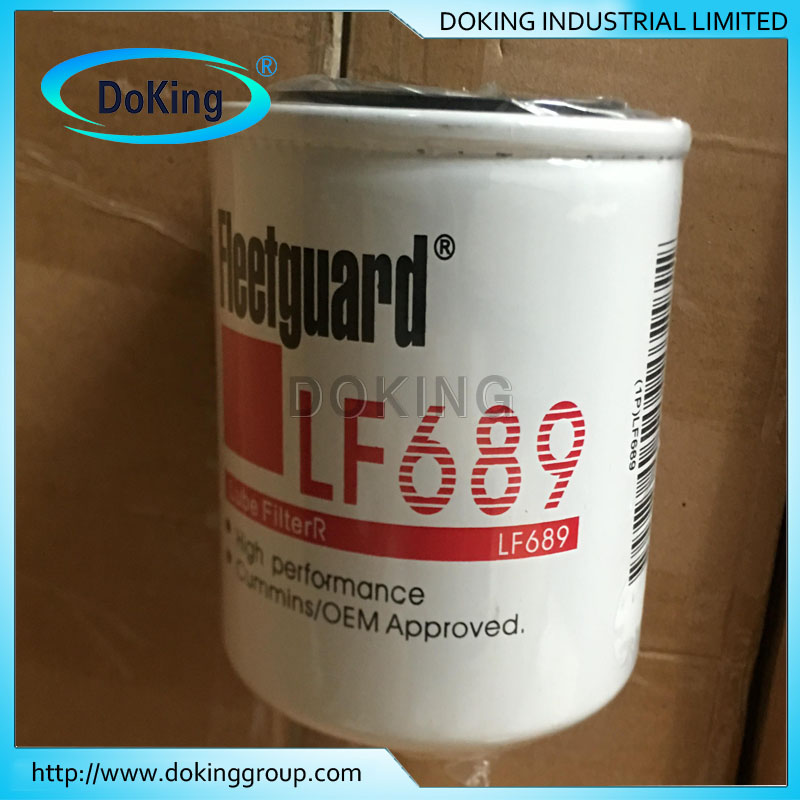 DOKING INDUSTRIAL LIMITED
DoKing®
Fleetguard®
DOKING
LF689
Lube FilterR
LF689
• High performance
• Cummins/OEM Approved.
(1P)LF689
http://www.dokinggroup.com/